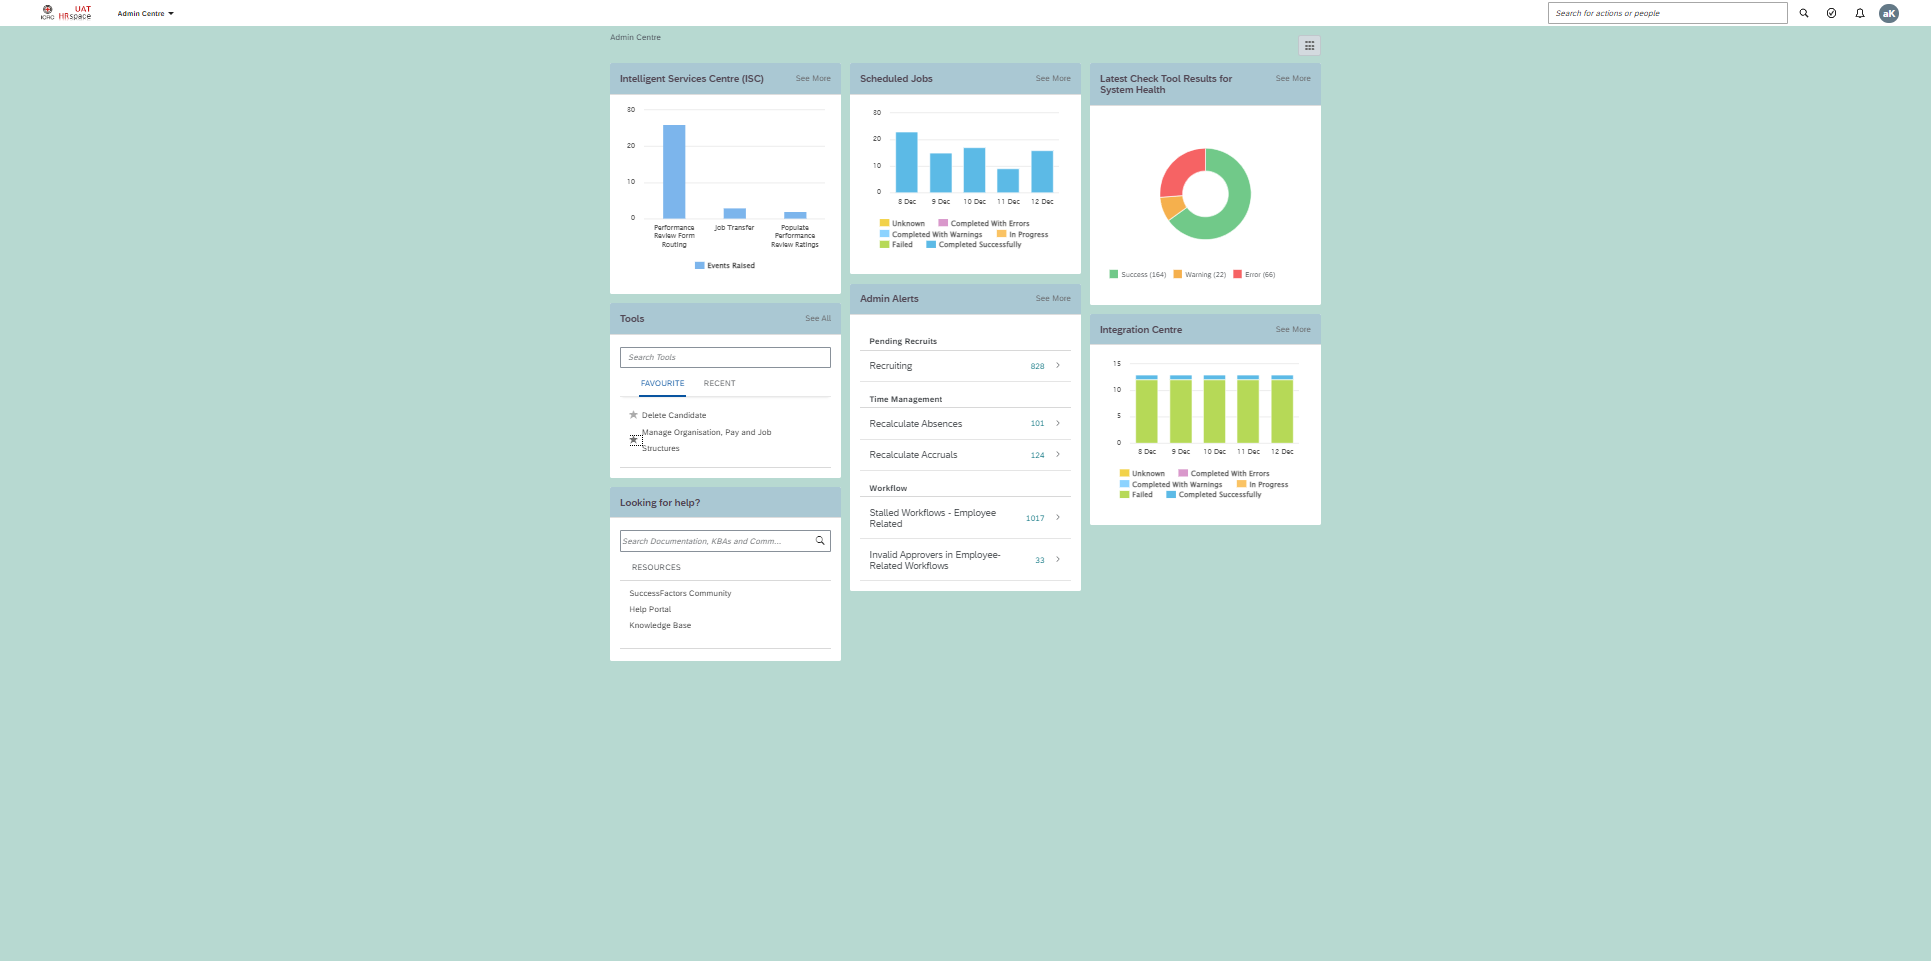 ICRC
UAT
HRspace
Admin Centre
Search for actions or people
aK
Admin Centre
Intelligent Services Centre (ISC)
See More
30
20
10
0
Performance
Review Form
Routing
Job Transfer
Populate
Performance
Review Ratings
Events Raised
Tools
See All
Search Tools
FAVOURITE
RECENT
Delete Candidate
Manage Organisation, Pay and Job
Structures
Looking for help?
Search Documentation, KBAs and Comm...
RESOURCES
SuccessFactors Community
Help Portal
Knowledge Base
Scheduled Jobs
See More
30
20
10
0
8 Dec 9 Dec 10 Dec 11 Dec 12 Dec
Unknown Completed With Errors
Completed With Warnings In Progress
Failed Completed Successfully
Admin Alerts
See More
Pending Recruits
Recruiting 828
Time Management
Recalculate Absences 101
Recalculate Accruals 124
Workflow
Stalled Workflows - Employee
Related
1017
Invalid Approvers in Employee-
Related Workflows
33
Latest Check Tool Results for
System Health
See More
Success (164) Warning (22) Error (66)
Integration Centre
See More
15
10
5
0
8 Dec 9 Dec 10 Dec 11 Dec 12 Dec
Unknown Completed With Errors
Completed With Warnings In Progress
Failed Completed Successfully